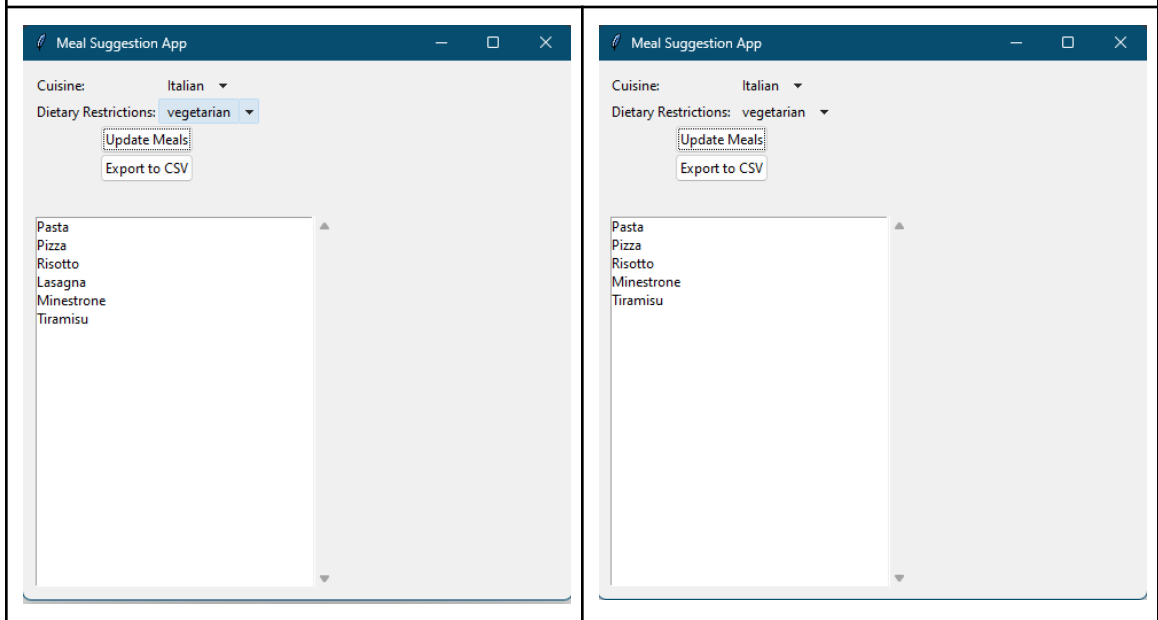 Meal Suggestion App
Cuisine: Italian
Dietary Restrictions: vegetarian
Update Meals
Export to CSV
Pasta
Pizza
Risotto
Lasagna
Minestrone
Tiramisu
Meal Suggestion App
Cuisine: Italian
Dietary Restrictions: vegetarian
Update Meals
Export to CSV
Pasta
Pizza
Risotto
Minestrone
Tiramisu